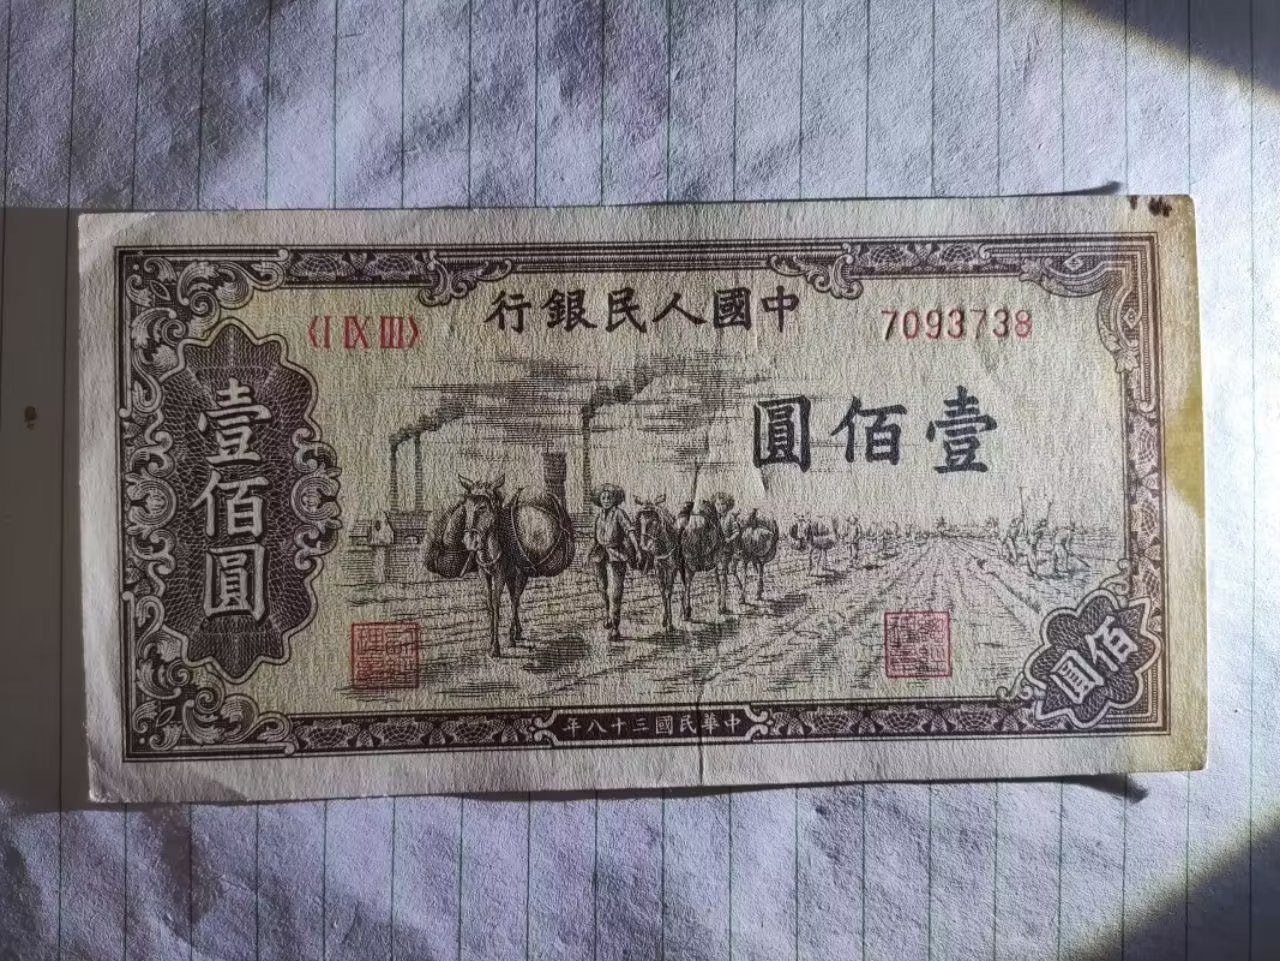 中國人民銀行
〈I IX III〉
7093738
壹佰圓
壹佰圓
佰圓
中華民國三十八年